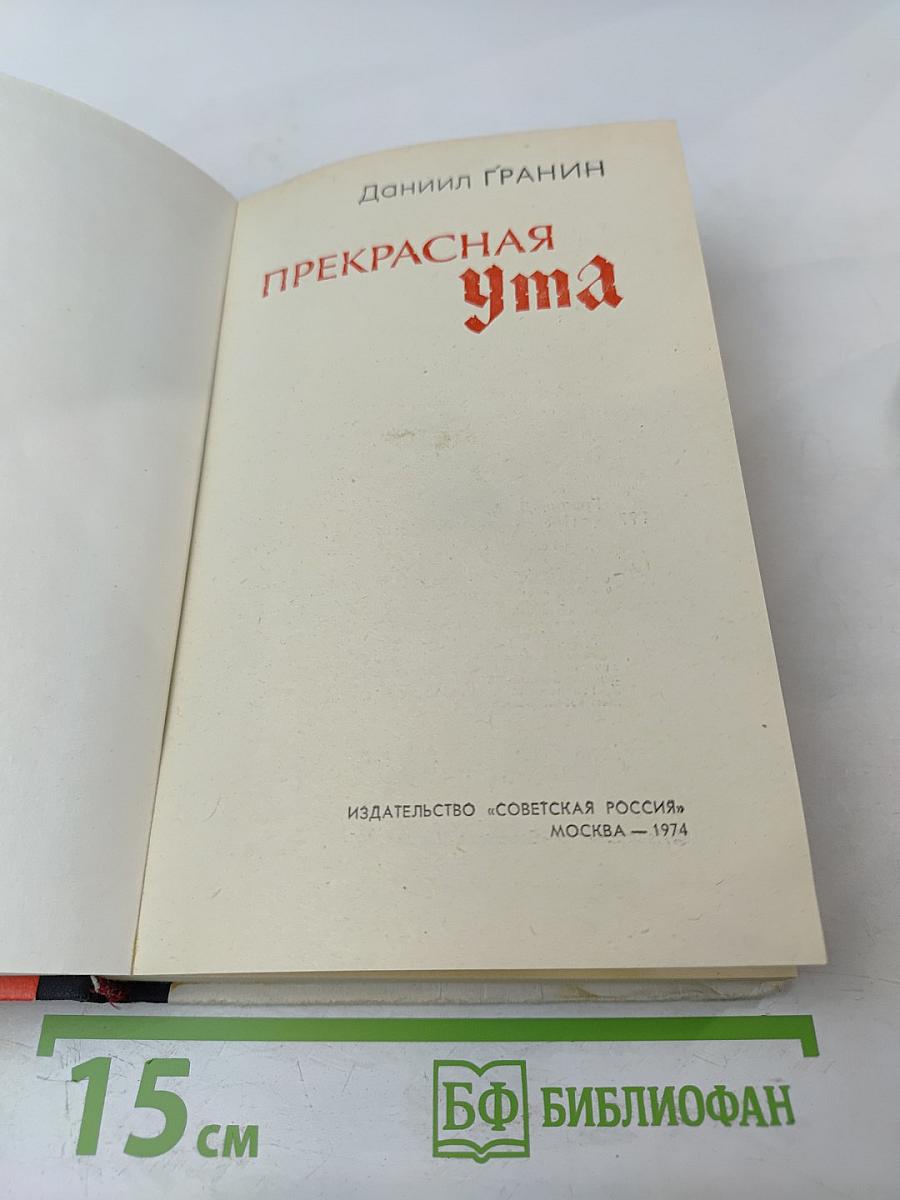 Даниил ГРАНИН
ПРЕКРАСНАЯ
Ута
ИЗДАТЕЛЬСТВО «СОВЕТСКАЯ РОССИЯ»
МОСКВА — 1974
15 см
БФ БИБЛИОФАН